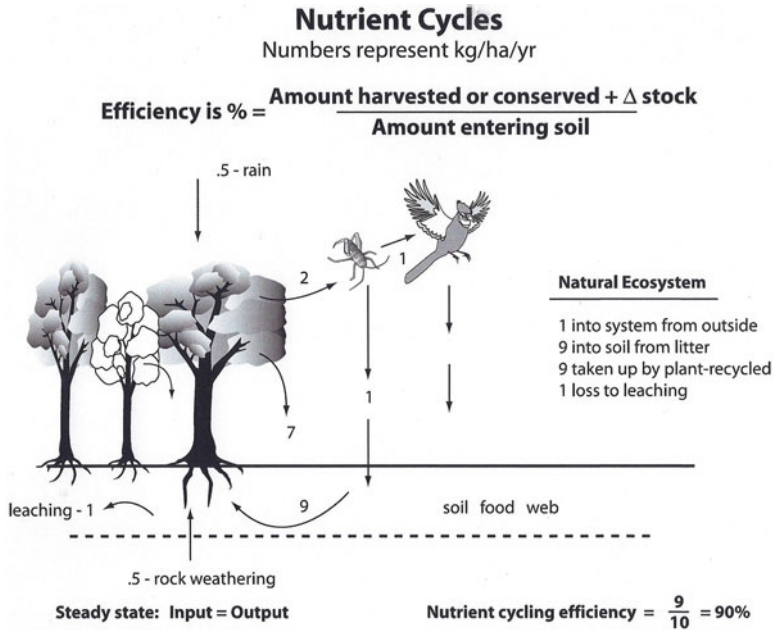 Nutrient Cycles
Numbers represent kg/ha/yr
Efficiency is % = Amount harvested or conserved + Δ stock
Amount entering soil
.5 - rain
2
1
Natural Ecosystem
1 into system from outside
9 into soil from litter
9 taken up by plant-recycled
1 loss to leaching
1
7
leaching - 1
9
soil food web
.5 - rock weathering
Steady state: Input = Output
Nutrient cycling efficiency = 9/10 = 90%